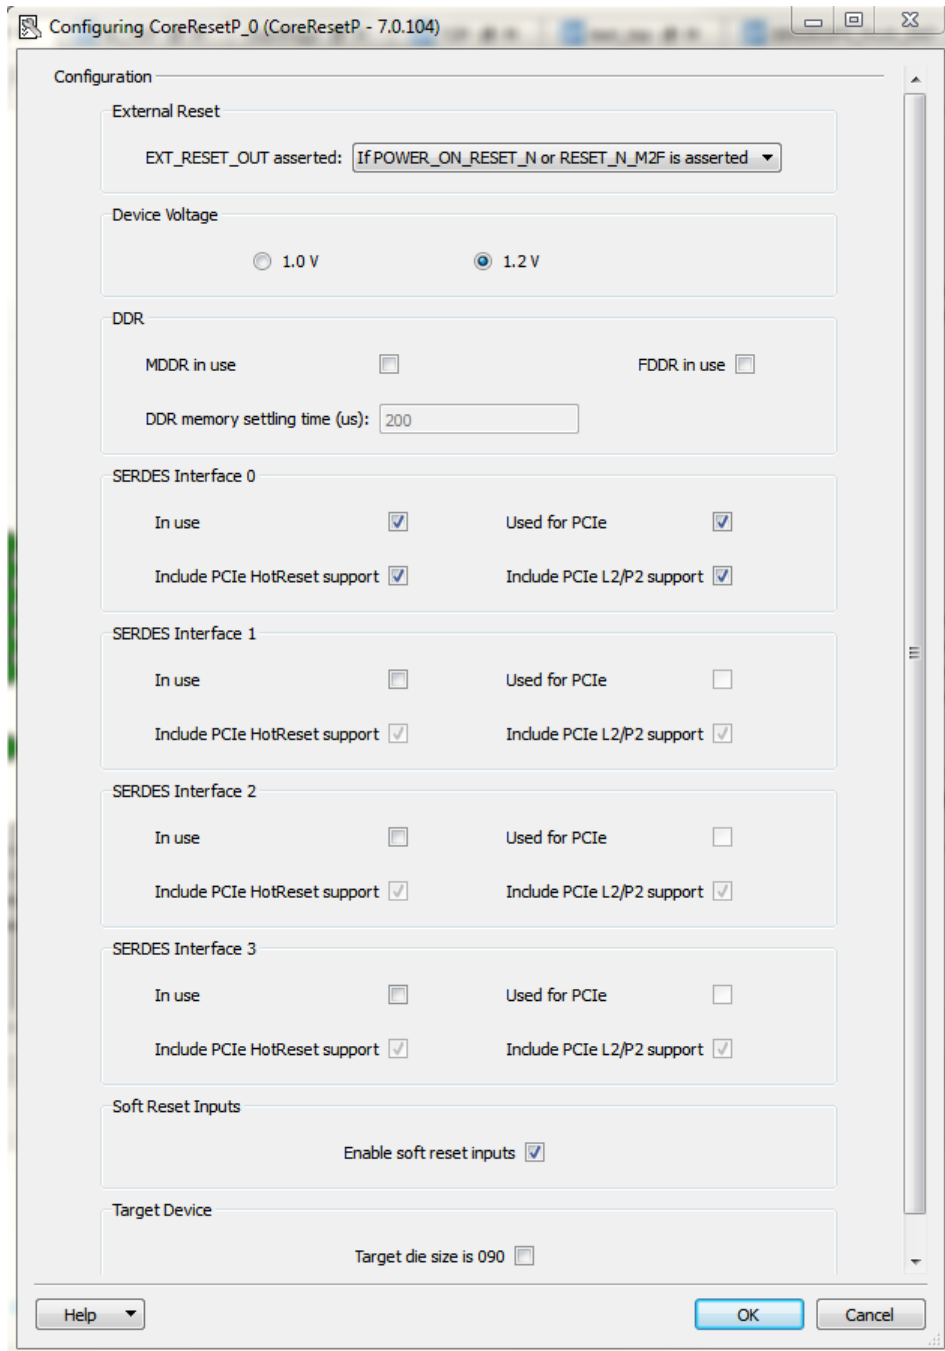 Configuring CoreResetP_0 (CoreResetP - 7.0.104)
Configuration
External Reset
EXT_RESET_OUT asserted: If POWER_ON_RESET_N or RESET_N_M2F is asserted
Device Voltage
1.0 V 1.2 V
DDR
MDDR in use FDDR in use
DDR memory settling time (us): 200
SERDES Interface 0
In use Used for PCIe
Include PCIe HotReset support Include PCIe L2/P2 support
SERDES Interface 1
In use Used for PCIe
Include PCIe HotReset support Include PCIe L2/P2 support
SERDES Interface 2
In use Used for PCIe
Include PCIe HotReset support Include PCIe L2/P2 support
SERDES Interface 3
In use Used for PCIe
Include PCIe HotReset support Include PCIe L2/P2 support
Soft Reset Inputs
Enable soft reset inputs
Target Device
Target die size is 090
Help OK Cancel